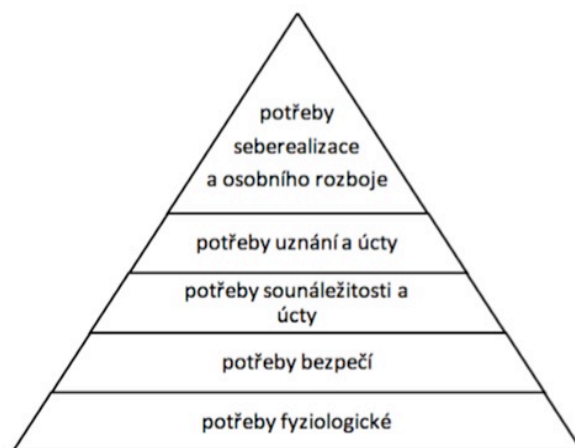 potřeby
seberealizace
a osobního rozboje
potřeby uznání a úcty
potřeby sounáležitosti a
úcty
potřeby bezpečí
potřeby fyziologické